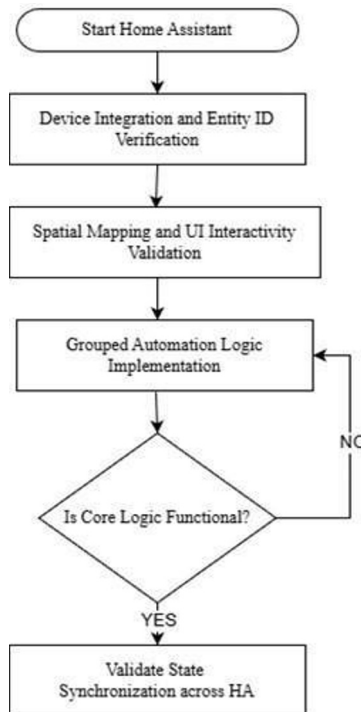 Start Home Assistant
Device Integration and Entity ID
Verification
Spatial Mapping and UI Interactivity
Validation
Grouped Automation Logic
Implementation
NO
Is Core Logic Functional?
YES
Validate State
Synchronization across HA